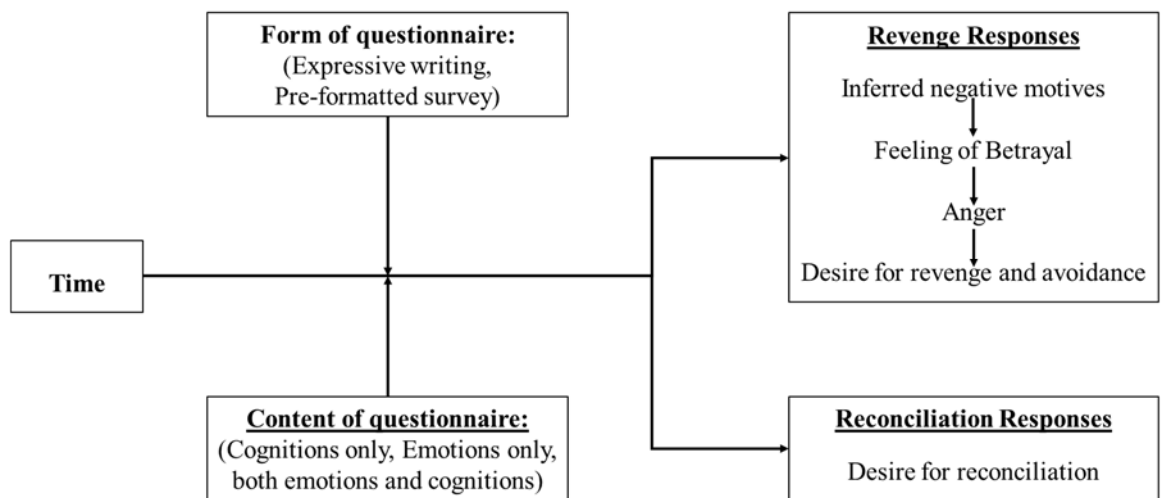 Form of questionnaire:
(Expressive writing,
Pre-formatted survey)
Revenge Responses
Inferred negative motives
Feeling of Betrayal
Anger
Desire for revenge and avoidance
Time
Content of questionnaire:
(Cognitions only, Emotions only,
both emotions and cognitions)
Reconciliation Responses
Desire for reconciliation